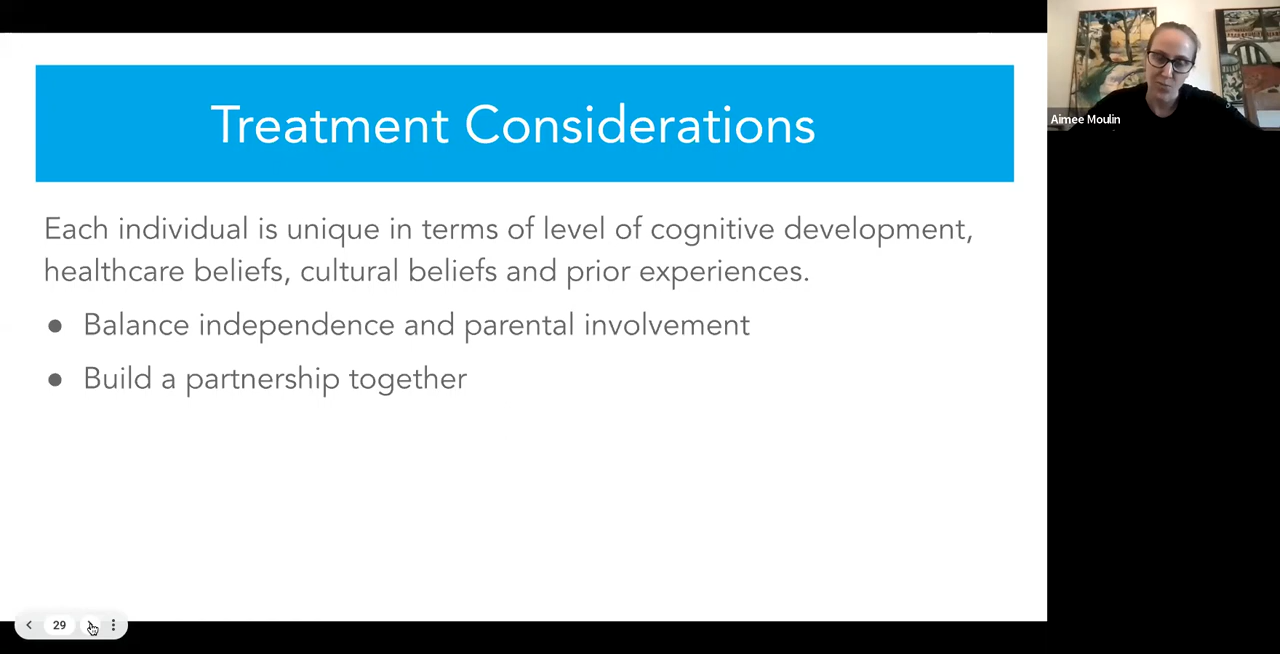 Treatment Considerations
Aimee Moulin
Each individual is unique in terms of level of cognitive development,
healthcare beliefs, cultural beliefs and prior experiences.
● Balance independence and parental involvement
● Build a partnership together
29